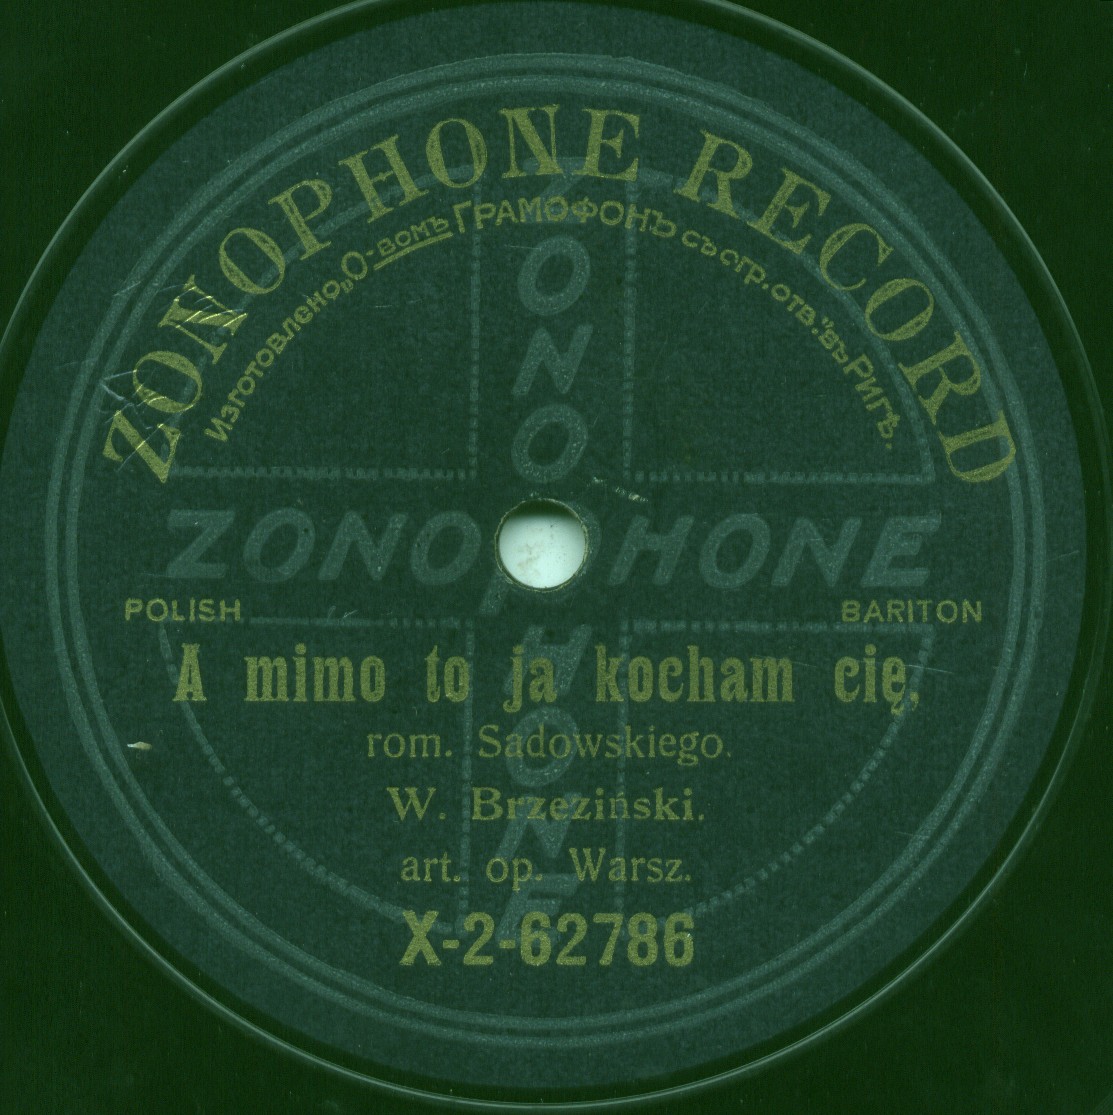 ZONOPHONE RECORD
Изготовлено „О-вомъ ГРАМОФОНЪ съ огр. отв." въ Ригѣ.
ZONOPHONE
ZONOPHONE
POLISH
BARITON
A mimo to ja kocham cię,
rom. Sadowskiego.
W. Brzeziński.
art. op. Warsz.
X-2-62786